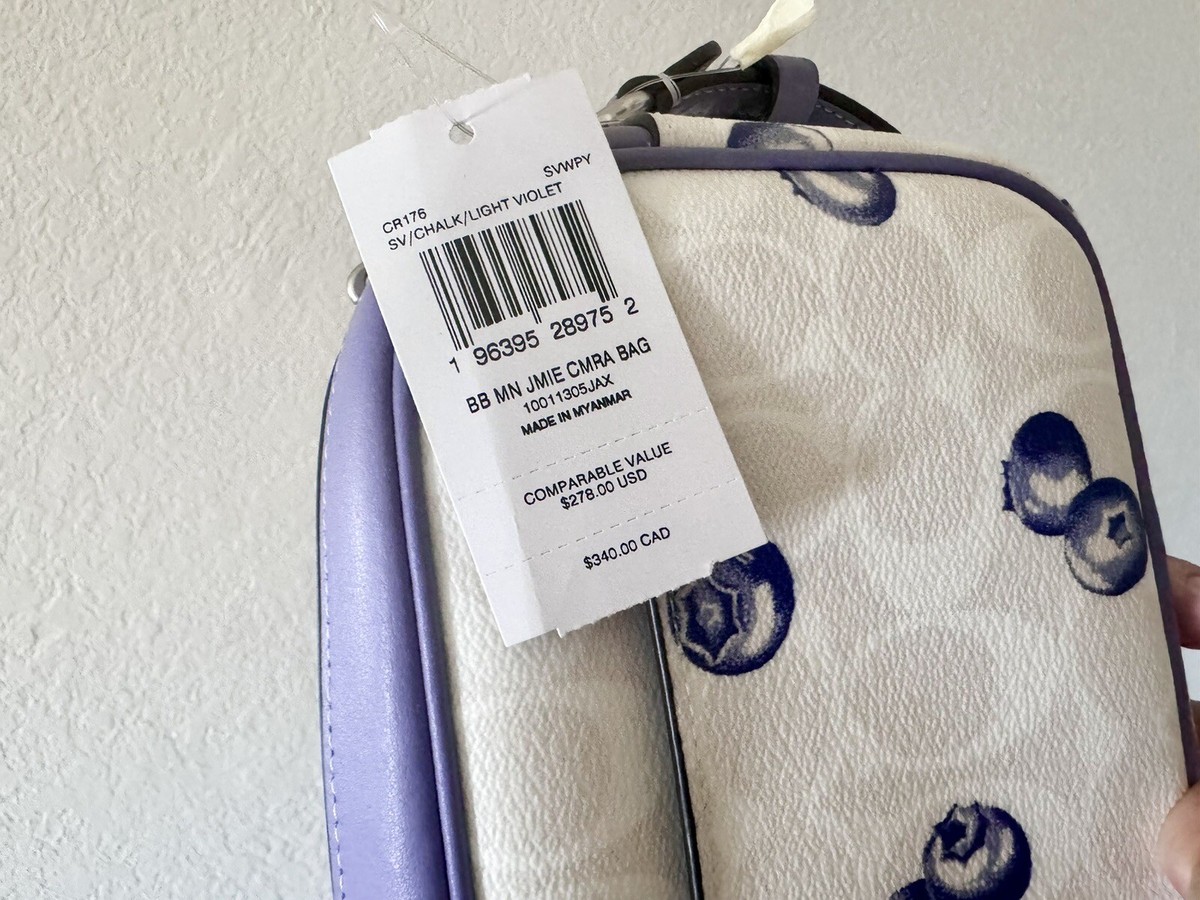 SVWPY
CR176
SV/CHALK/LIGHT VIOLET
1 96395 28975 2
BB MN JMIE CMRA BAG
10011305JAX
MADE IN MYANMAR
COMPARABLE VALUE
$278.00 USD
$340.00 CAD